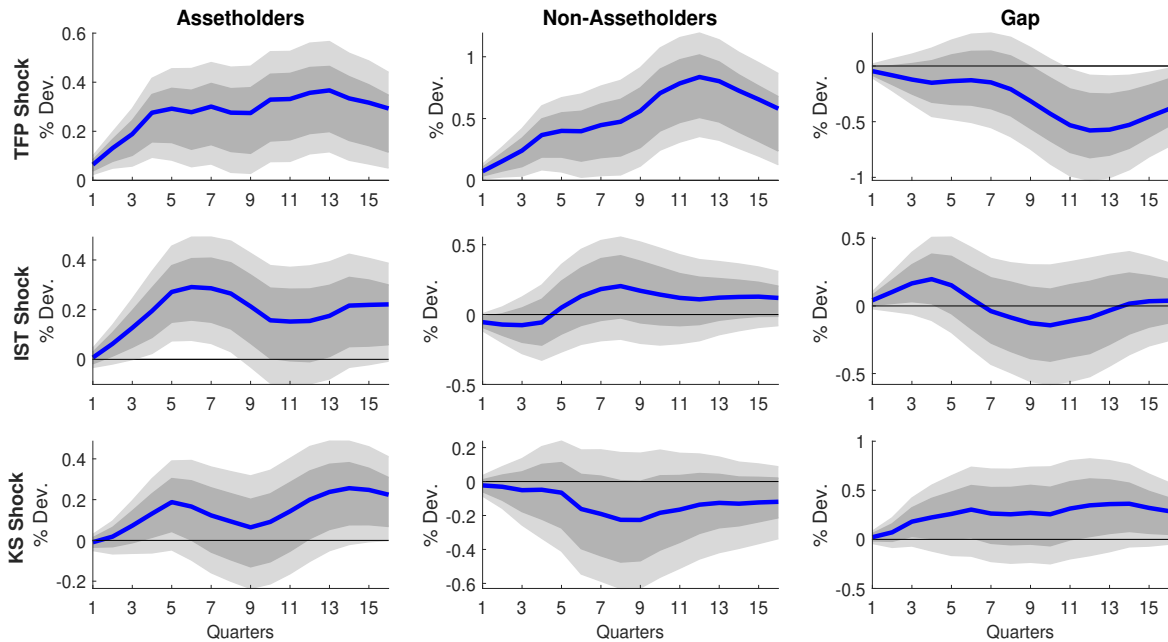 Assetholders Non-Assetholders Gap
TFP Shock
% Dev.
0.6
0.4
0.2
0
1 3 5 7 9 11 13 15
% Dev.
1
0.5
0
1 3 5 7 9 11 13 15
% Dev.
0
-0.5
-1
1 3 5 7 9 11 13 15
IST Shock
% Dev.
0.4
0.2
0
1 3 5 7 9 11 13 15
% Dev.
0.5
0
-0.5
1 3 5 7 9 11 13 15
% Dev.
0.5
0
-0.5
1 3 5 7 9 11 13 15
KS Shock
% Dev.
0.4
0.2
0
-0.2
1 3 5 7 9 11 13 15
Quarters
% Dev.
0.2
0
-0.2
-0.4
-0.6
1 3 5 7 9 11 13 15
Quarters
% Dev.
1
0.5
0
-0.5
1 3 5 7 9 11 13 15
Quarters